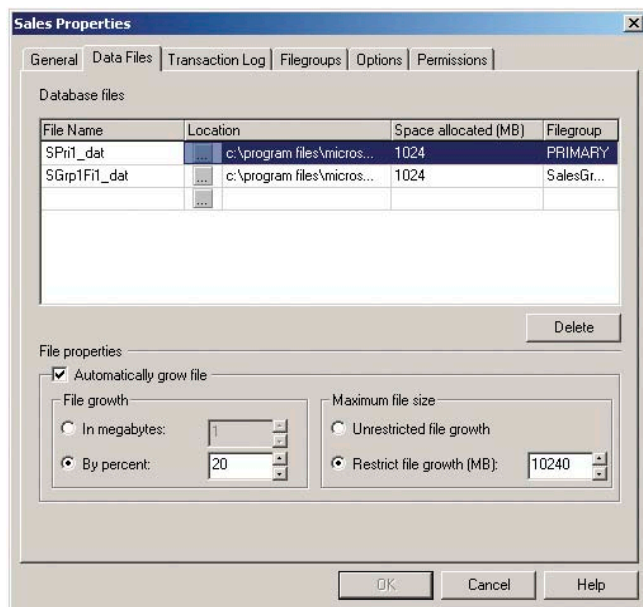 Sales Properties
General Data Files Transaction Log Filegroups Options Permissions
Database files
File Name Location Space allocated (MB) Filegroup
SPri1_dat ... c:\program files\micros... 1024 PRIMARY
SGrp1Fi1_dat ... c:\program files\micros... 1024 SalesGr...
...
Delete
File properties
Automatically grow file
File growth Maximum file size
In megabytes: 1 Unrestricted file growth
By percent: 20 Restrict file growth (MB): 10240
OK Cancel Help